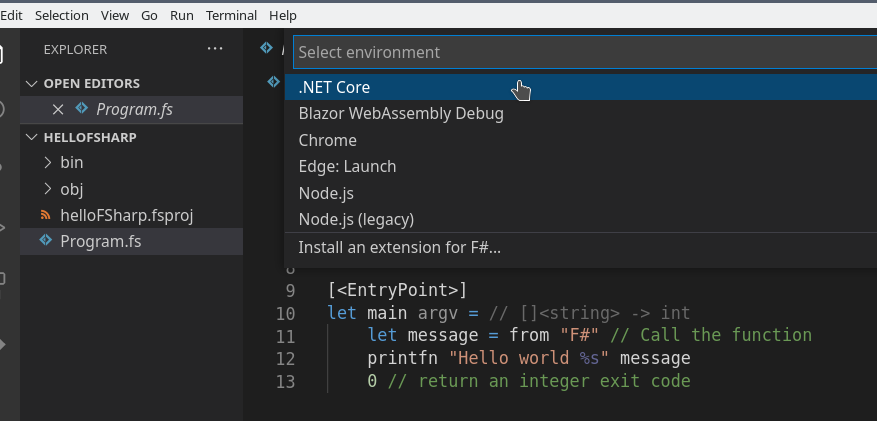 Edit Selection View Go Run Terminal Help
EXPLORER ...
OPEN EDITORS
Program.fs
HELLOFSHARP
bin
obj
helloFSharp.fsproj
Program.fs
Select environment
.NET Core
Blazor WebAssembly Debug
Chrome
Edge: Launch
Node.js
Node.js (legacy)
Install an extension for F#...
8
9 [<EntryPoint>]
10 let main argv = // []<string> -> int
11 let message = from "F#" // Call the function
12 printfn "Hello world %s" message
13 0 // return an integer exit code